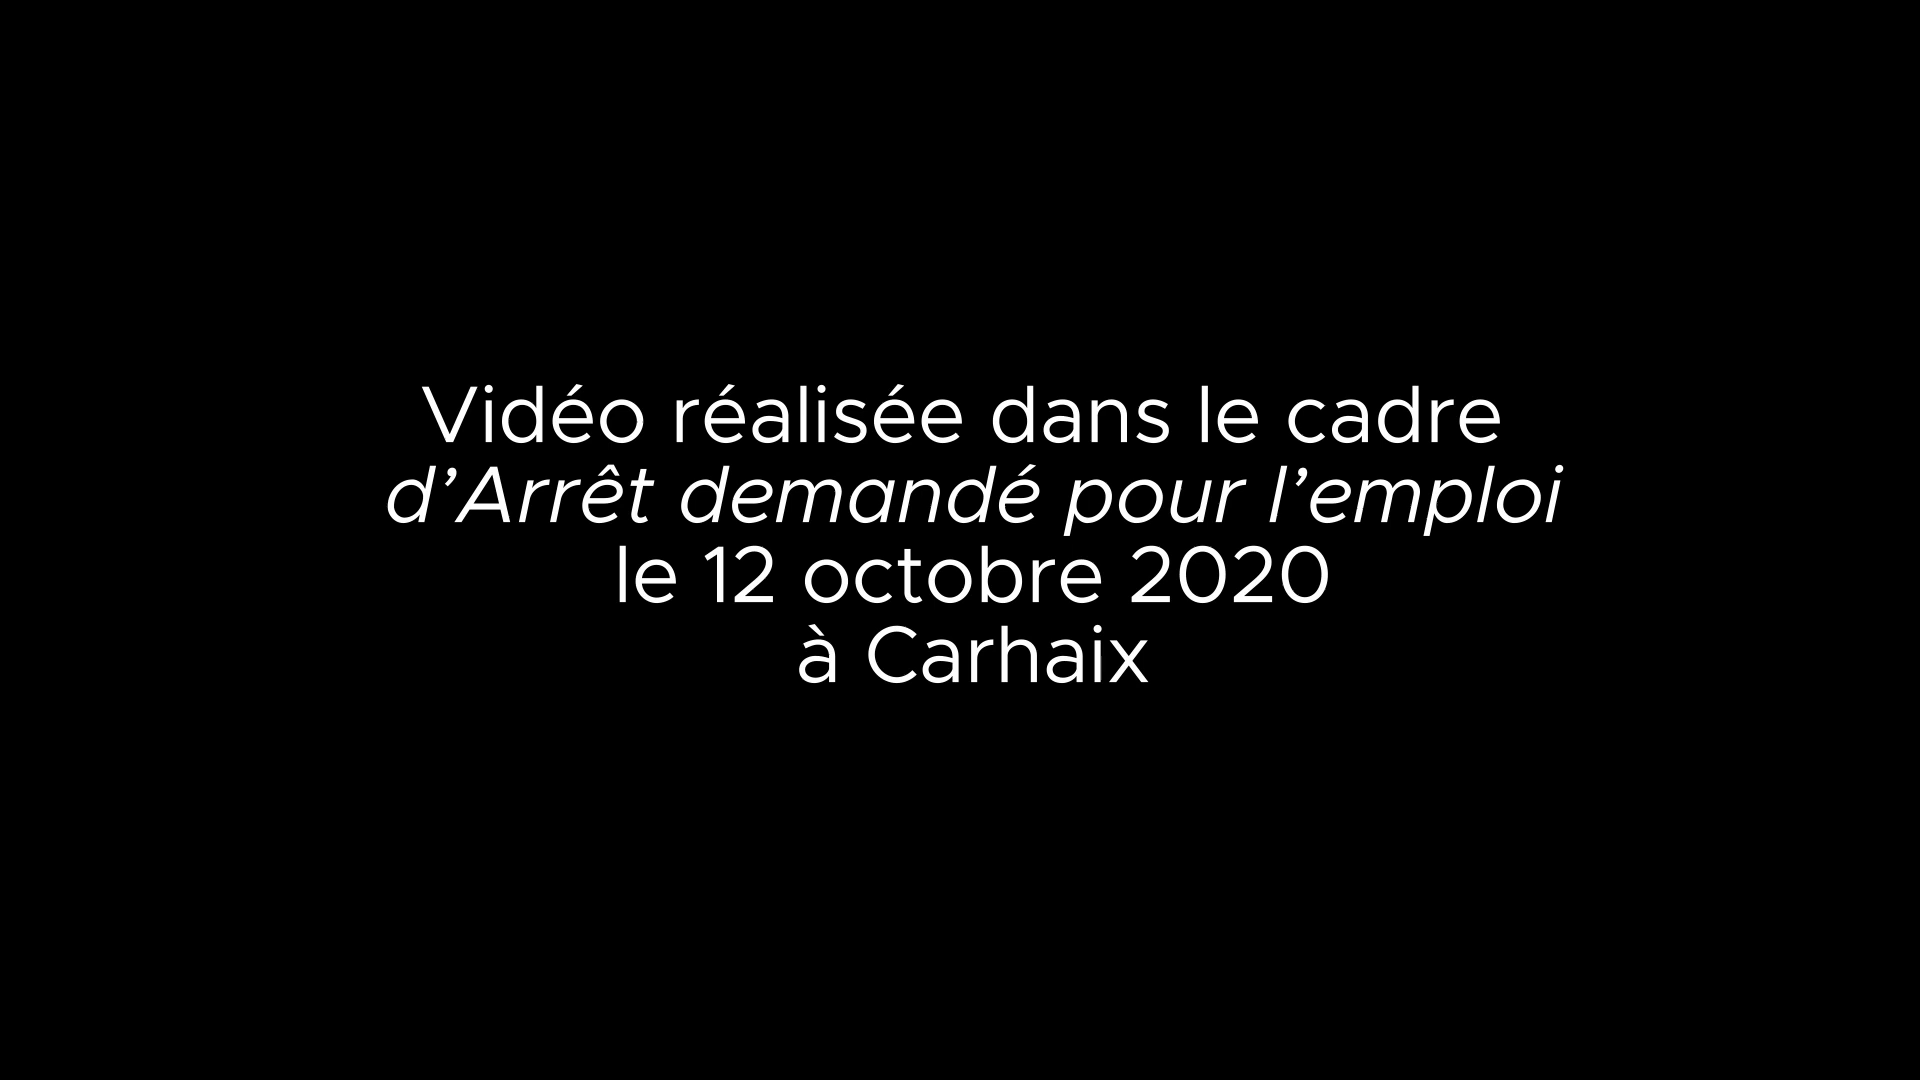 Vidéo réalisée dans le cadre
d’Arrêt demandé pour l’emploi
le 12 octobre 2020
à Carhaix